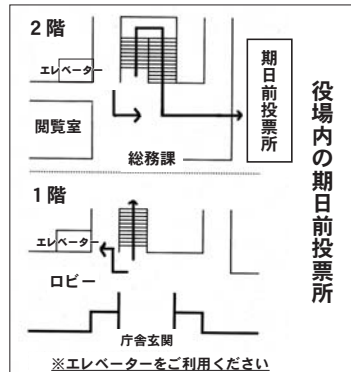 役場内の期日前投票所
2階
エレベーター
閲覧室
総務課
期日前投票所
1階
エレベーター
ロビー
庁舎玄関
※エレベーターをご利用ください